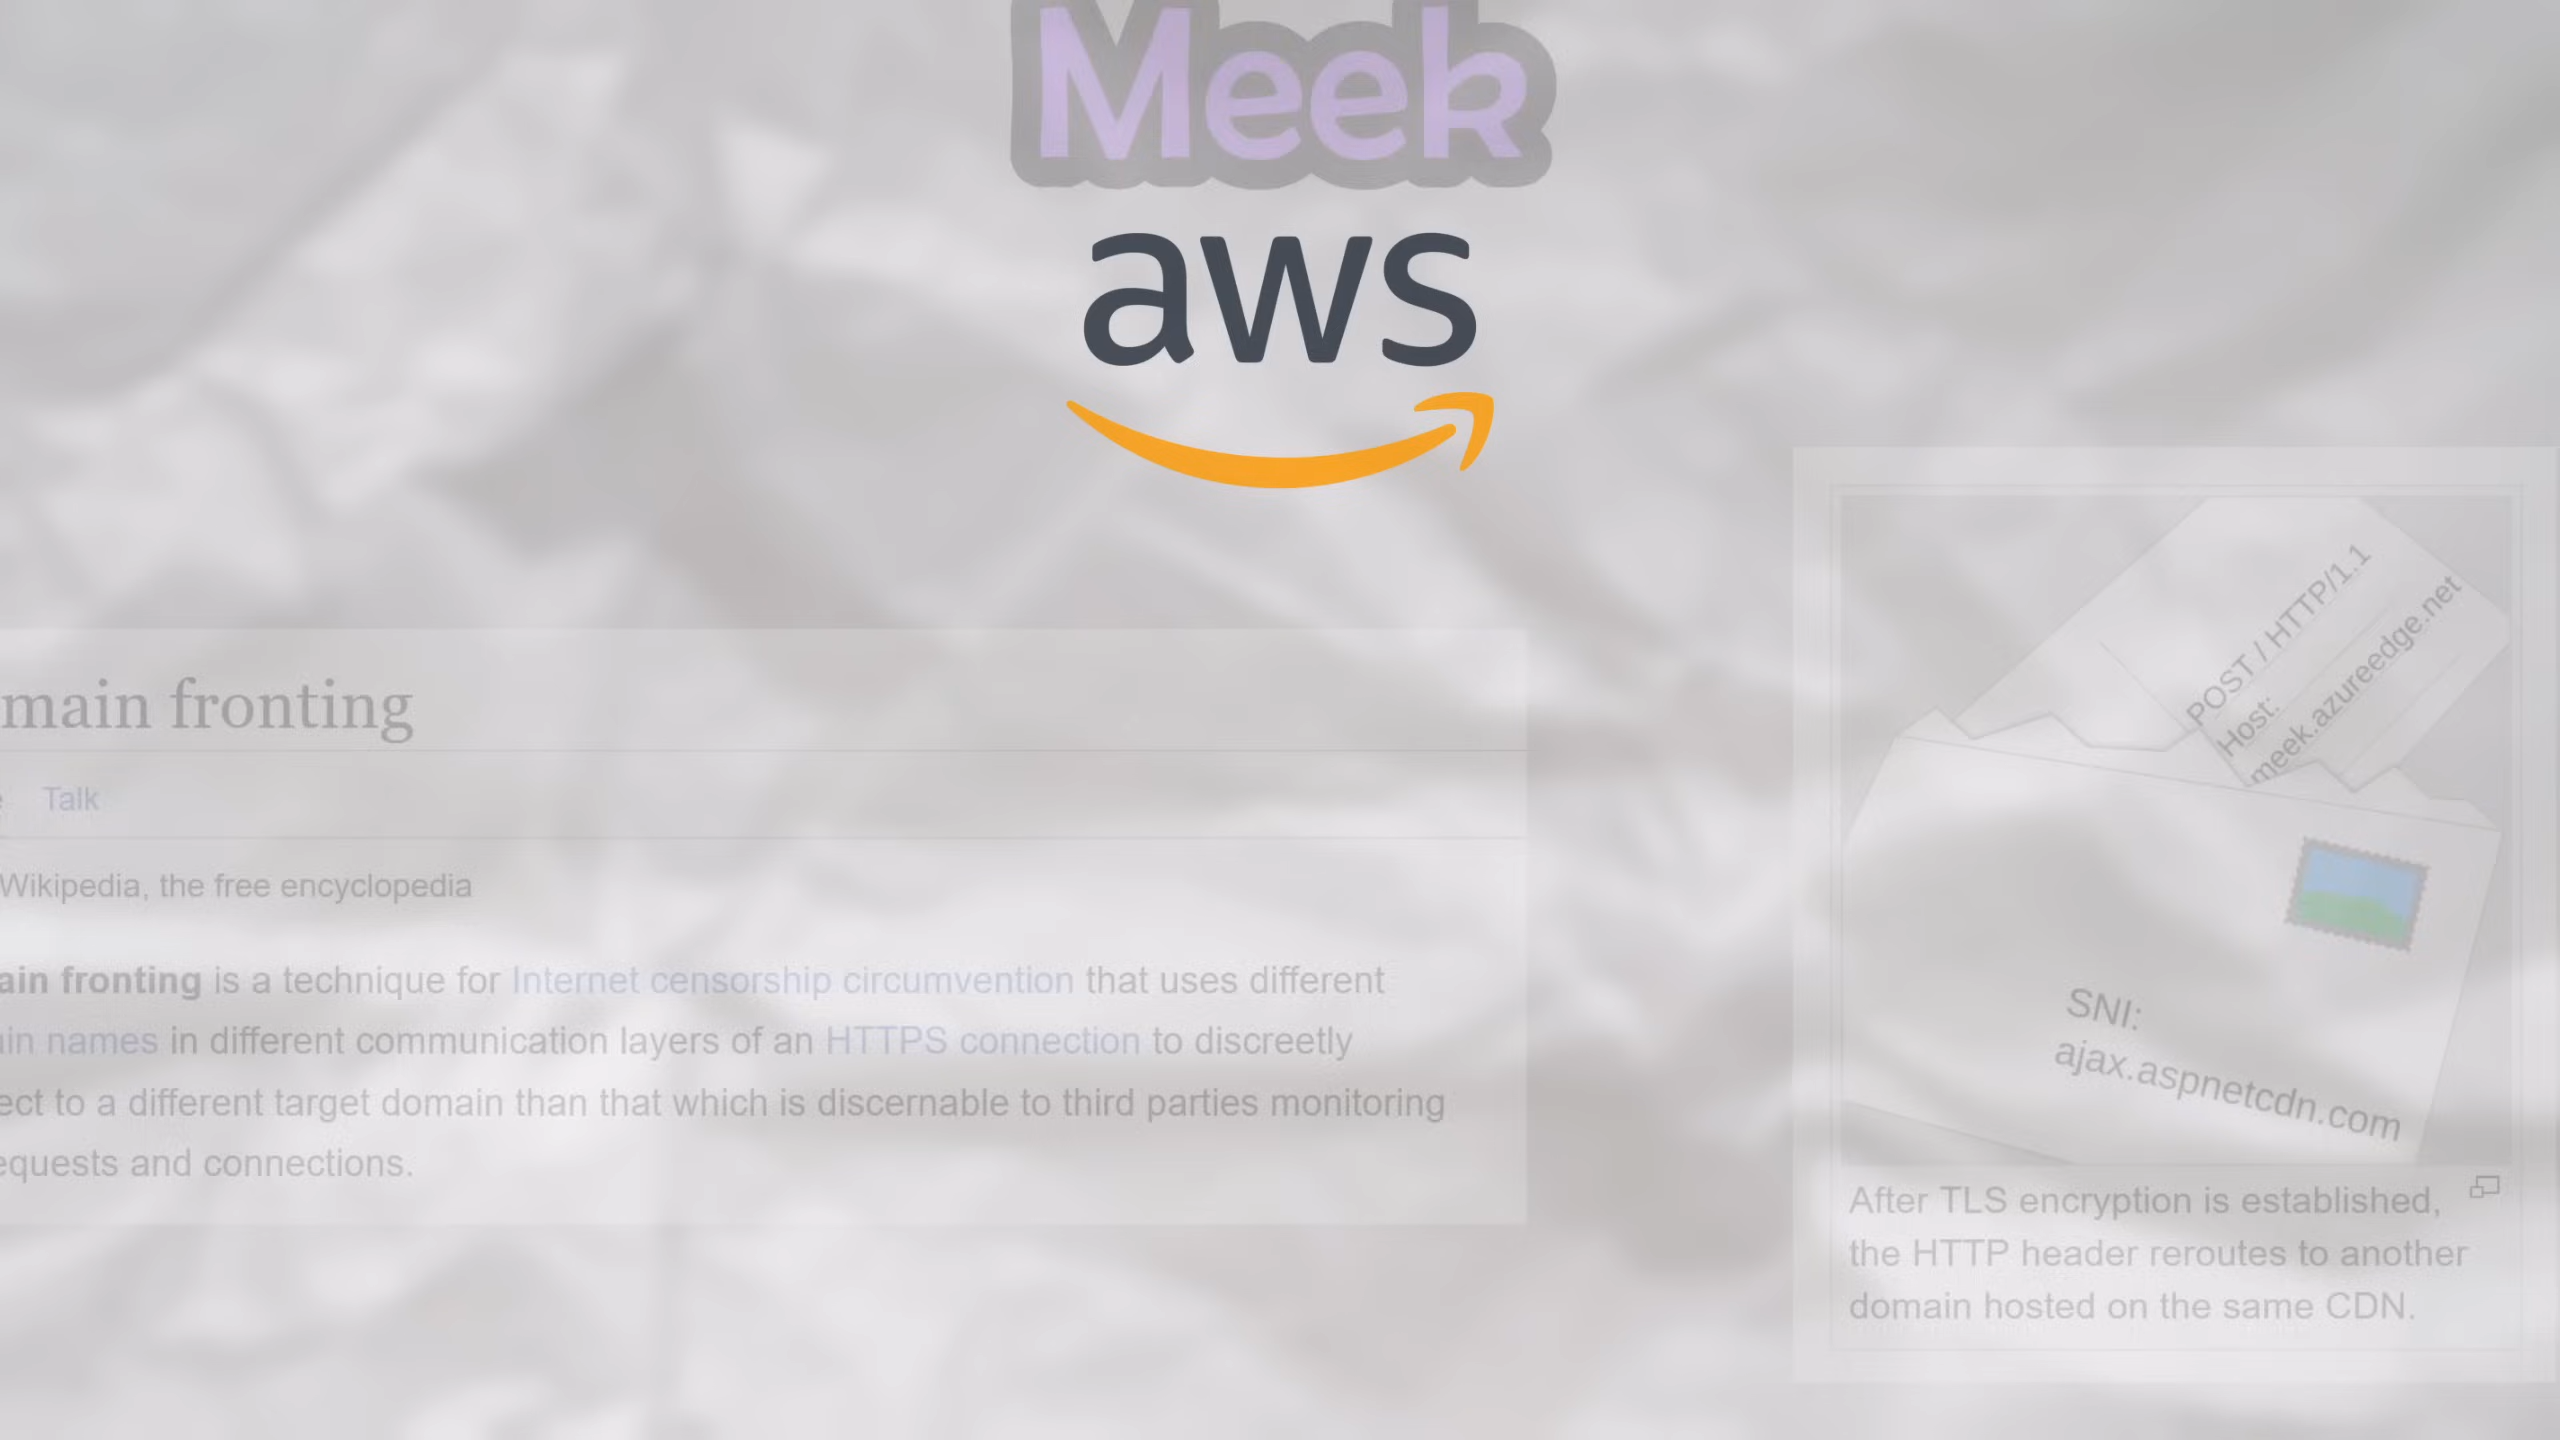 Meek
aws
main fronting
Talk
Wikipedia, the free encyclopedia
ain fronting is a technique for Internet censorship circumvention that uses different
in names in different communication layers of an HTTPS connection to discreetly
ect to a different target domain than that which is discernable to third parties monitoring
equests and connections.
POST / HTTP/1.1
Host:
meek.azureedge.net
SNI:
ajax.aspnetcdn.com
After TLS encryption is established,
the HTTP header reroutes to another
domain hosted on the same CDN.